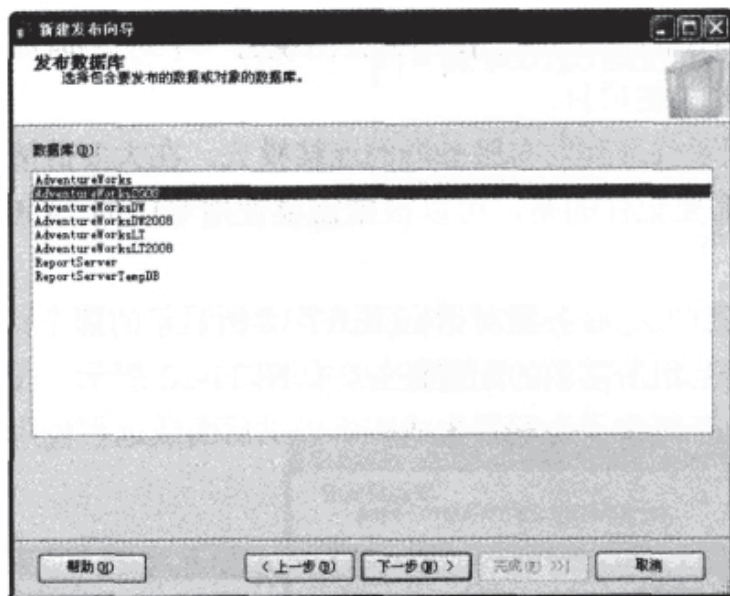 新建发布向导
发布数据库
选择包含要发布的数据或对象的数据库。
数据库(D):
AdventureWorks
AdventureWorks2008
AdventureWorksDW
AdventureWorksDW2008
AdventureWorksLT
AdventureWorksLT2008
ReportServer
ReportServerTempDB
帮助(H)
<上一步(B)
下一步(N)>
完成(F)>>|
取消